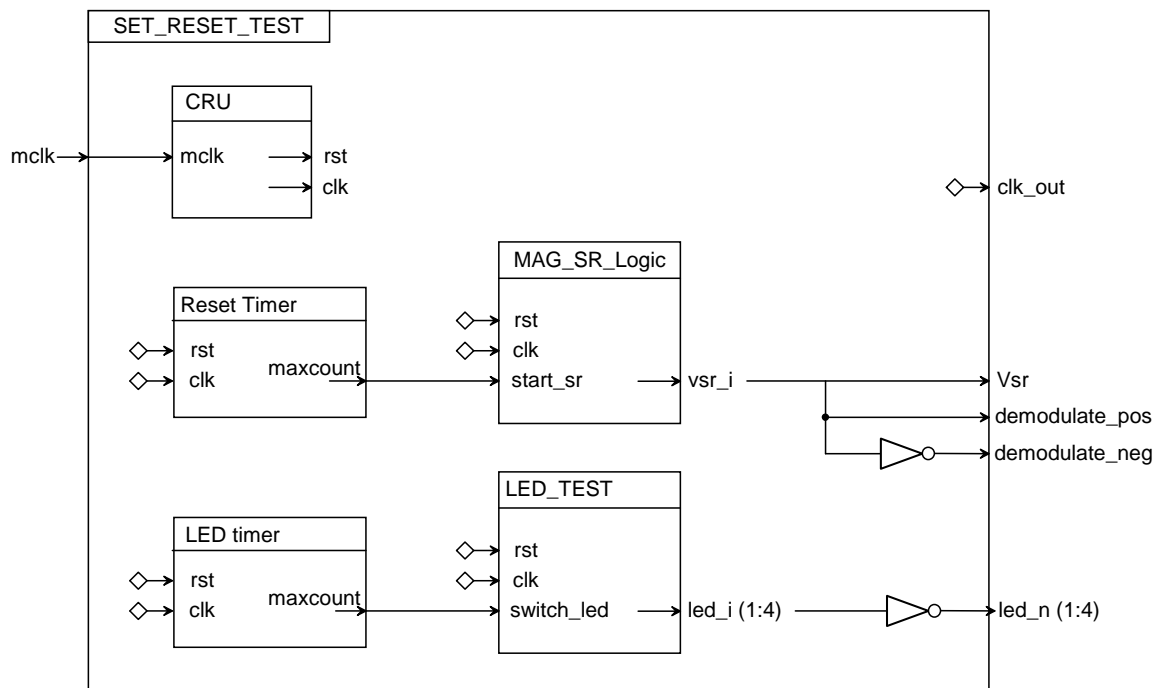 SET_RESET_TEST
CRU
mclk
mclk
rst
clk
clk_out
MAG_SR_Logic
Reset Timer
rst
rst
clk
maxcount
clk
start_sr
vsr_i
Vsr
demodulate_pos
demodulate_neg
LED_TEST
LED timer
rst
rst
clk
maxcount
clk
switch_led
led_i (1:4)
led_n (1:4)